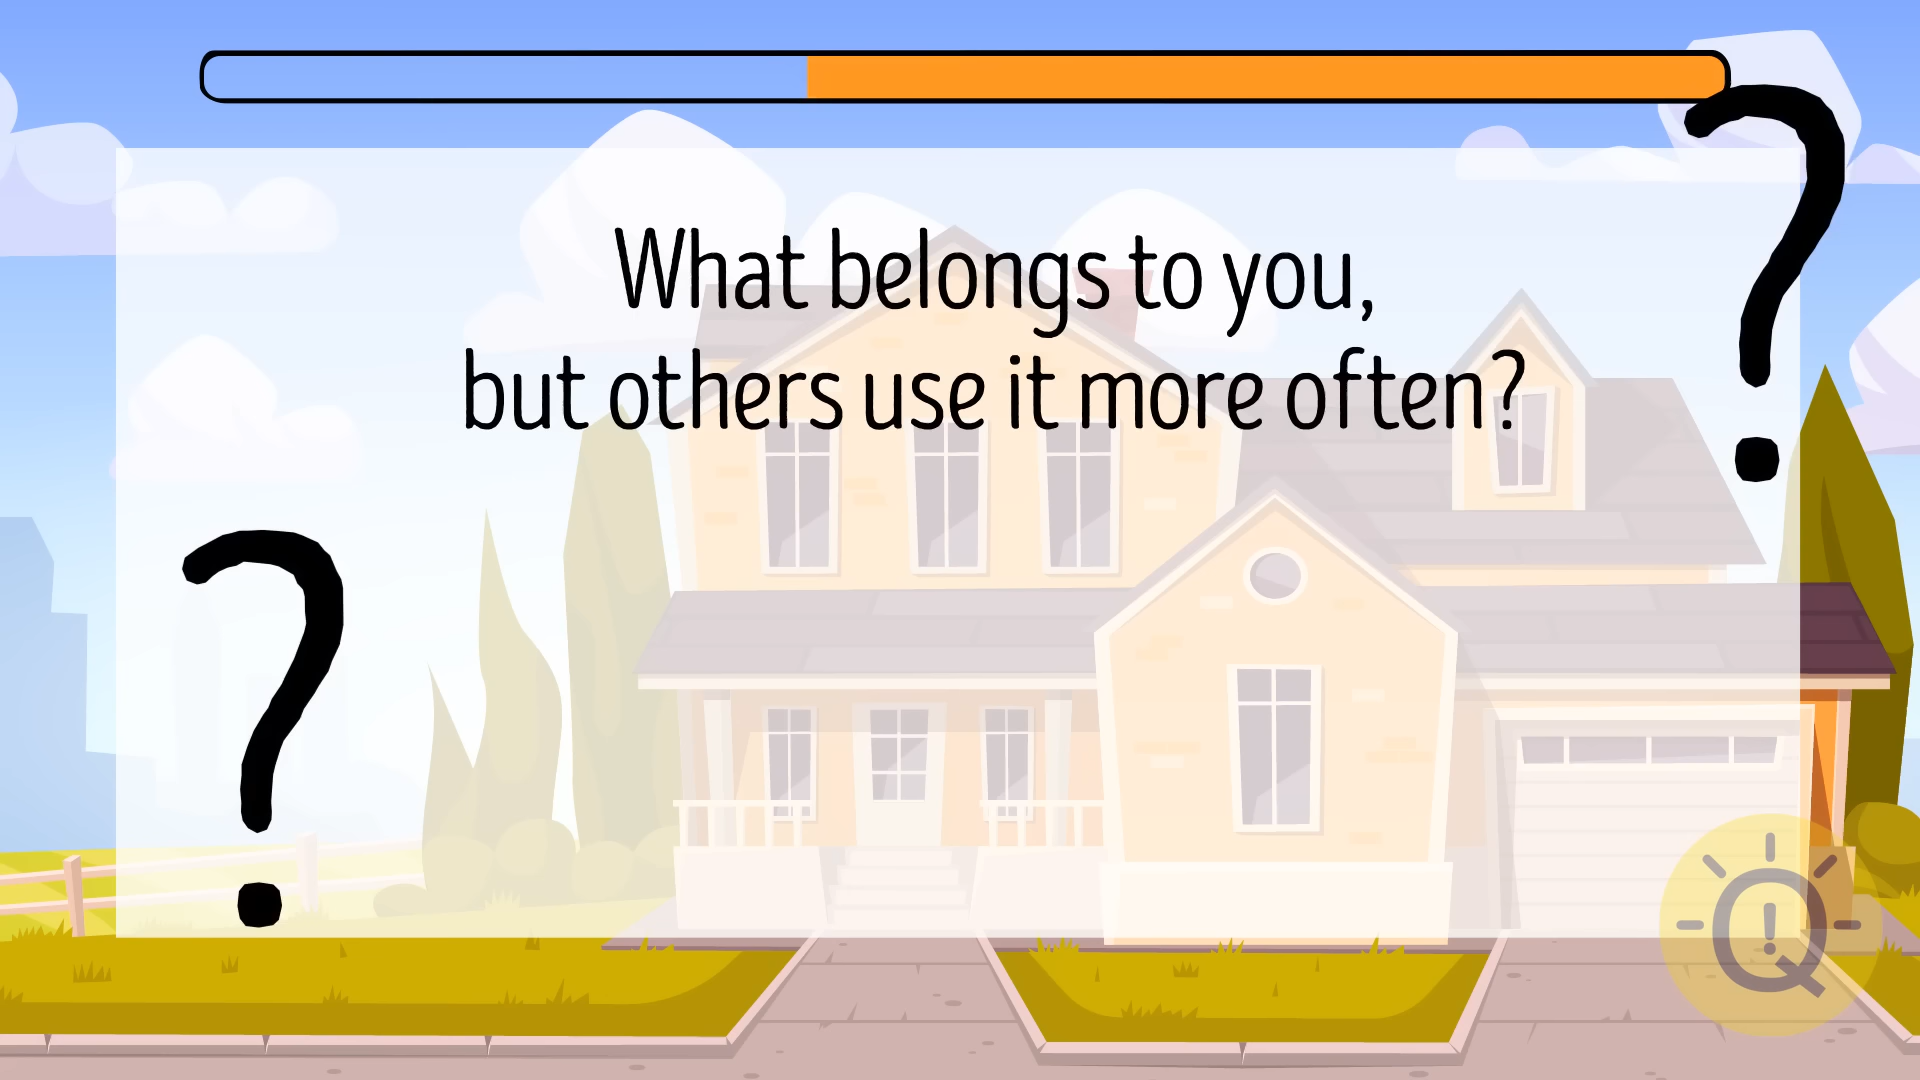 What belongs to you,
but others use it more often?
?
?
Q!